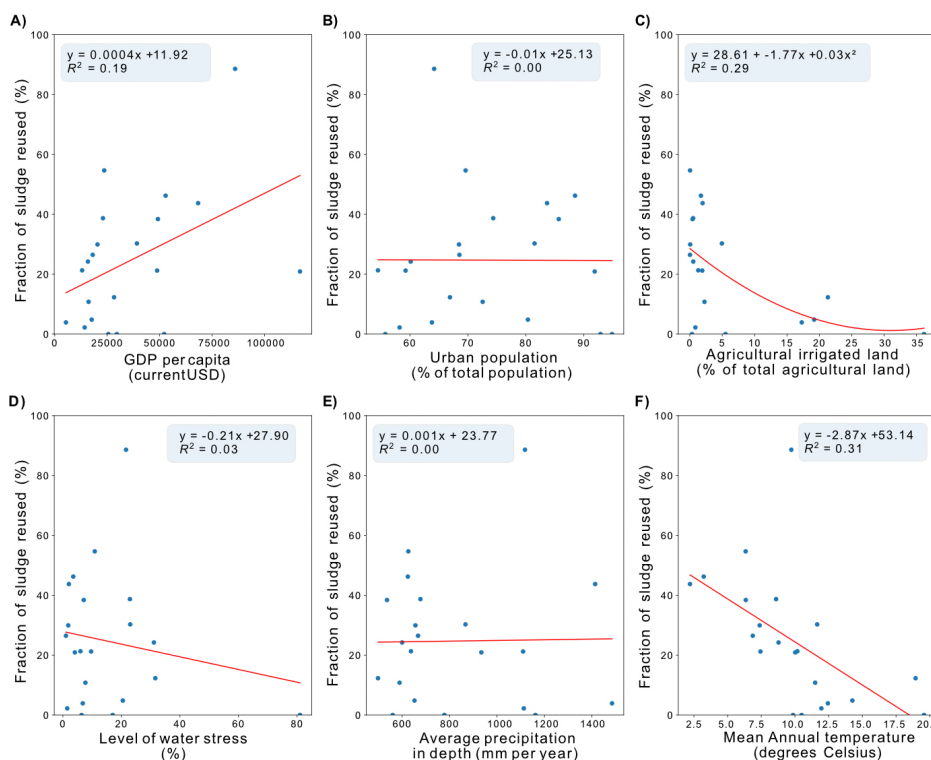 A)
y = 0.0004x +11.92
R² = 0.19
Fraction of sludge reused (%)
100
80
60
40
20
0
0 25000 50000 75000 100000
GDP per capita
(currentUSD)
B)
y = -0.01x +25.13
R² = 0.00
Fraction of sludge reused (%)
100
80
60
40
20
0
60 70 80 90
Urban population
(% of total population)
C)
y = 28.61 + -1.77x +0.03x²
R² = 0.29
Fraction of sludge reused (%)
100
80
60
40
20
0
0 5 10 15 20 25 30 35
Agricultural irrigated land
(% of total agricultural land)
D)
y = -0.21x +27.90
R² = 0.03
Fraction of sludge reused (%)
100
80
60
40
20
0
0 20 40 60 80
Level of water stress
(%)
E)
y = 0.001x + 23.77
R² = 0.00
Fraction of sludge reused (%)
100
80
60
40
20
0
600 800 1000 1200 1400
Average precipitation
in depth (mm per year)
F)
y = -2.87x +53.14
R² = 0.31
Fraction of sludge reused (%)
100
80
60
40
20
0
2.5 5.0 7.5 10.0 12.5 15.0 17.5 20.0
Mean Annual temperature
(degrees Celsius)